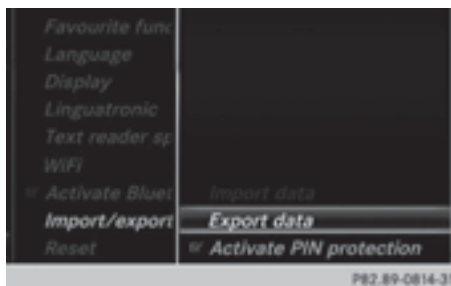 Favourite func
Language
Display
Linguatronic
Text reader sp
WiFi
Activate Bluet
Import/export
Reset
Import data
Export data
Activate PIN protection
P82.89-0814-31